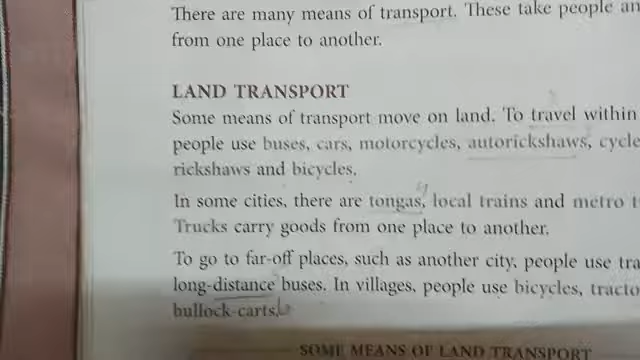 There are many means of transport. These take people an
from one place to another.
LAND TRANSPORT
Some means of transport move on land. To travel within
people use buses, cars, motorcycles, autorickshaws, cycle
rickshaws and bicycles.
In some cities, there are tongas, local trains and metro t
Trucks carry goods from one place to another.
To go to far-off places, such as another city, people use tra
long-distance buses. In villages, people use bicycles, tracto
bullock-carts.
SOME MEANS OF LAND TRANSPORT